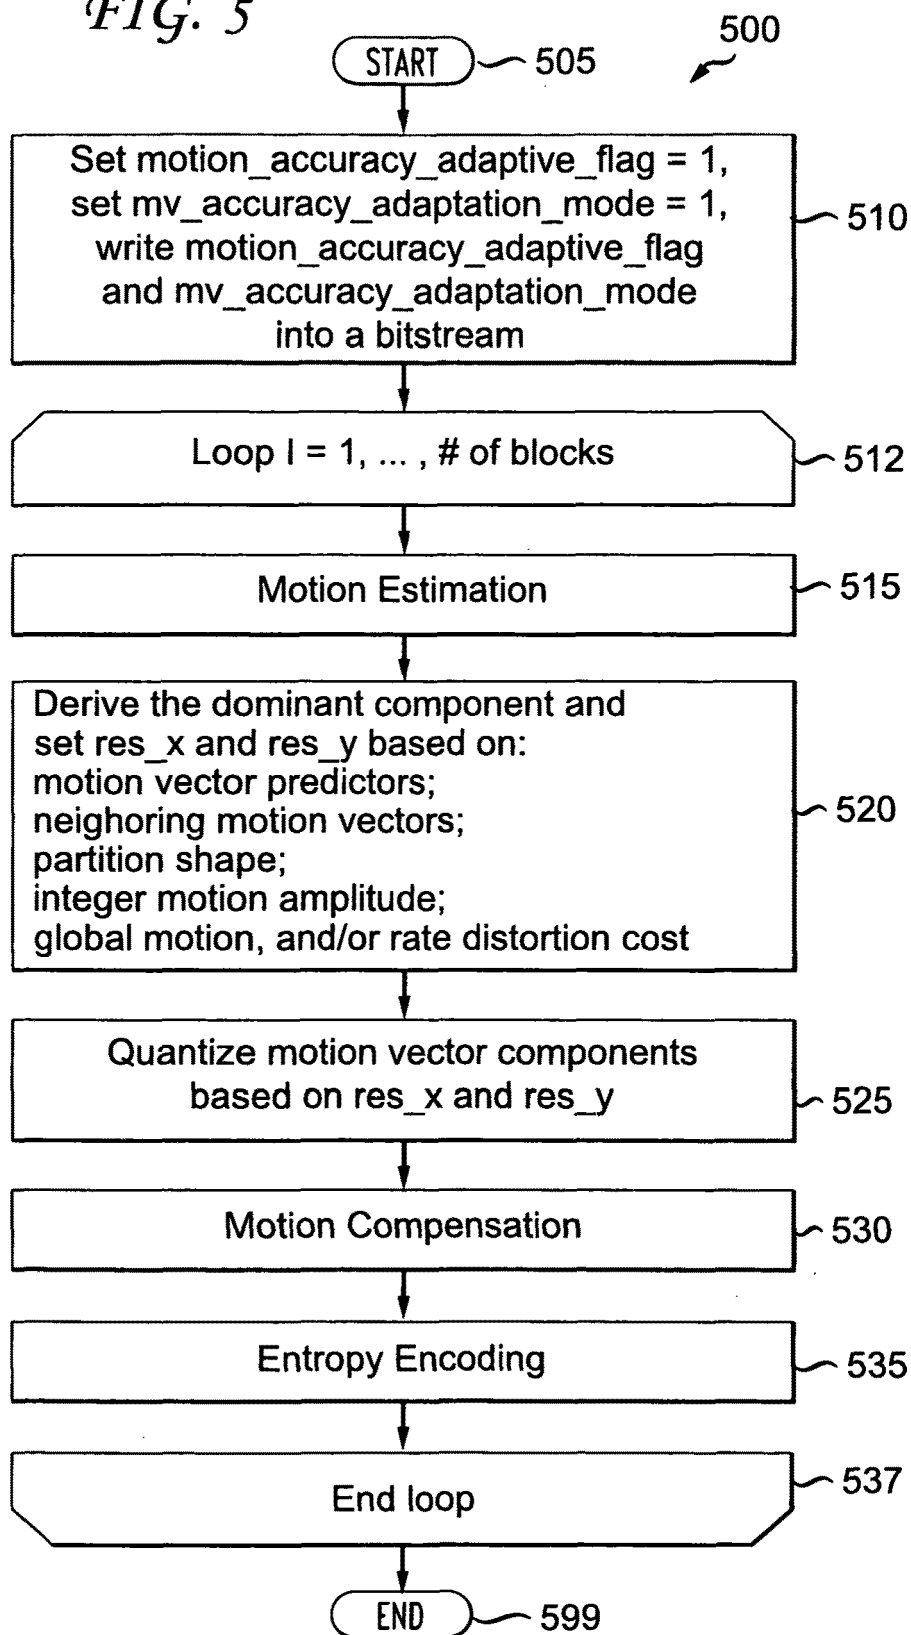 FIG. 5
500
START
505
Set motion_accuracy_adaptive_flag = 1,
set mv_accuracy_adaptation_mode = 1,
write motion_accuracy_adaptive_flag
and mv_accuracy_adaptation_mode
into a bitstream
510
Loop I = 1, ... , # of blocks
512
Motion Estimation
515
Derive the dominant component and
set res_x and res_y based on:
motion vector predictors;
neighoring motion vectors;
partition shape;
integer motion amplitude;
global motion, and/or rate distortion cost
520
Quantize motion vector components
based on res_x and res_y
525
Motion Compensation
530
Entropy Encoding
535
End loop
537
END
599